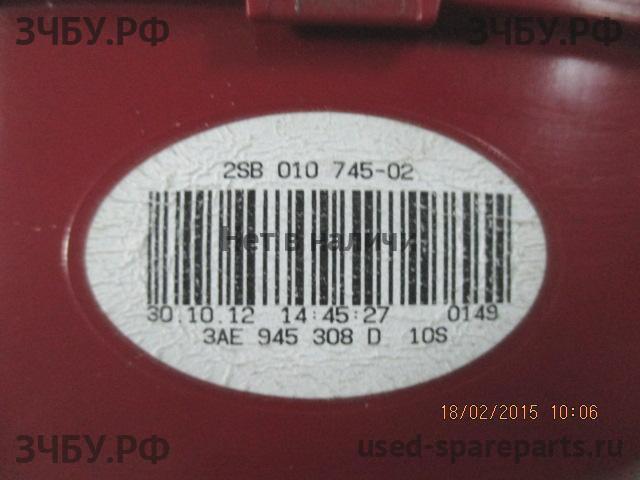 ЗЧБУ.РФ ЗЧБУ.РФ
2SB 010 745-02
Нет в наличи
30.10.12 14:45:27 0149
3AE 945 308 D 10S
18/02/2015 10:06
ЗЧБУ.РФ used-spareparts.ru